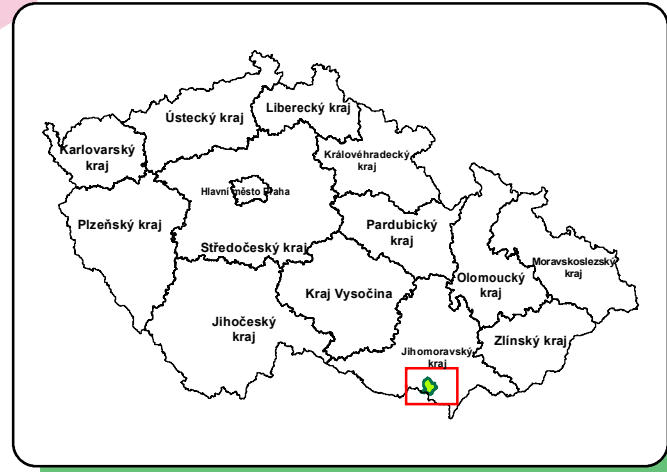 Liberecký kraj
Ústecký kraj
Karlovarský
kraj
Královéhradecký
kraj
Hlavní město Praha
Plzeňský kraj
Pardubický
kraj
Středočeský kraj
Moravskoslezský
kraj
Olomoucký
kraj
Kraj Vysočina
Jihočeský
kraj
Zlínský kraj
Jihomoravský
kraj